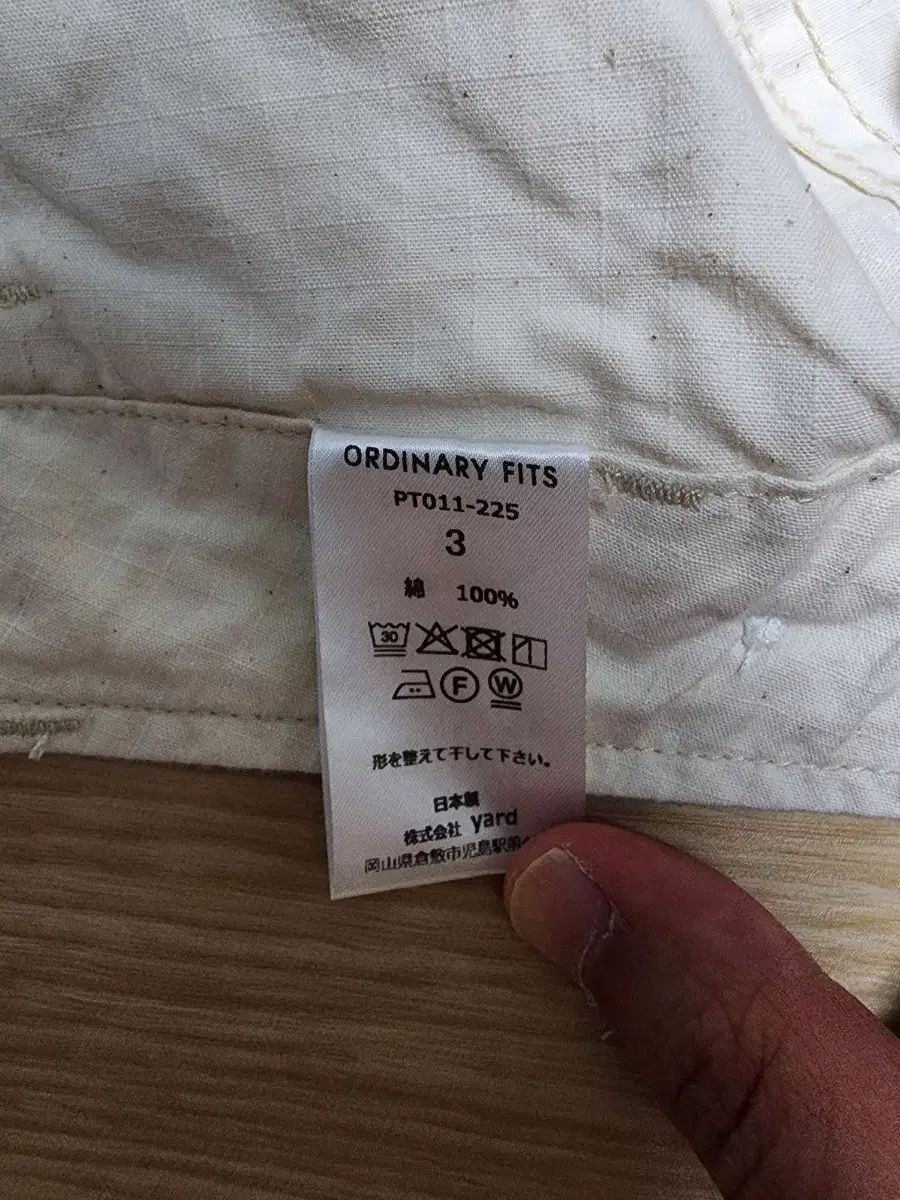 ORDINARY FITS
PT011-225
3
綿 100%
30
F W
形を整えて干して下さい。
日本製
株式会社 yard
岡山県倉敷市児島駅前